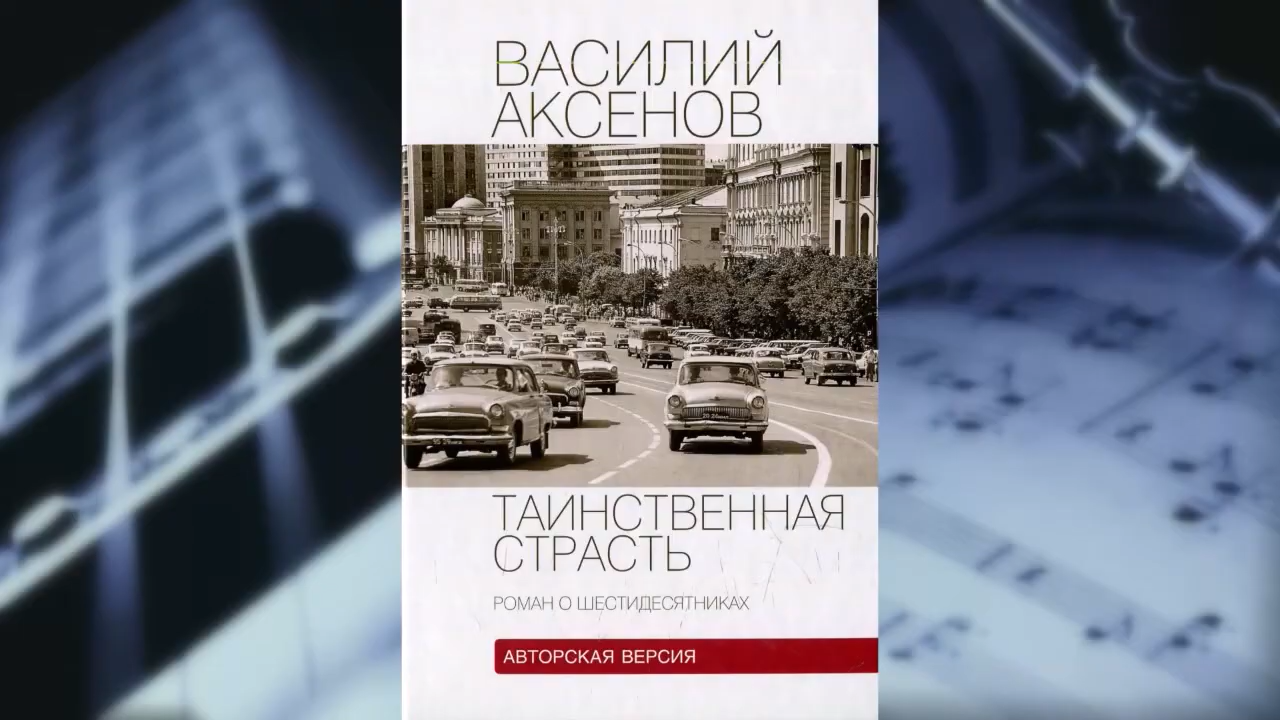 ВАСИЛИЙ
АКСЕНОВ
ТАИНСТВЕННАЯ
СТРАСТЬ
РОМАН О ШЕСТИДЕСЯТНИКАХ
АВТОРСКАЯ ВЕРСИЯ